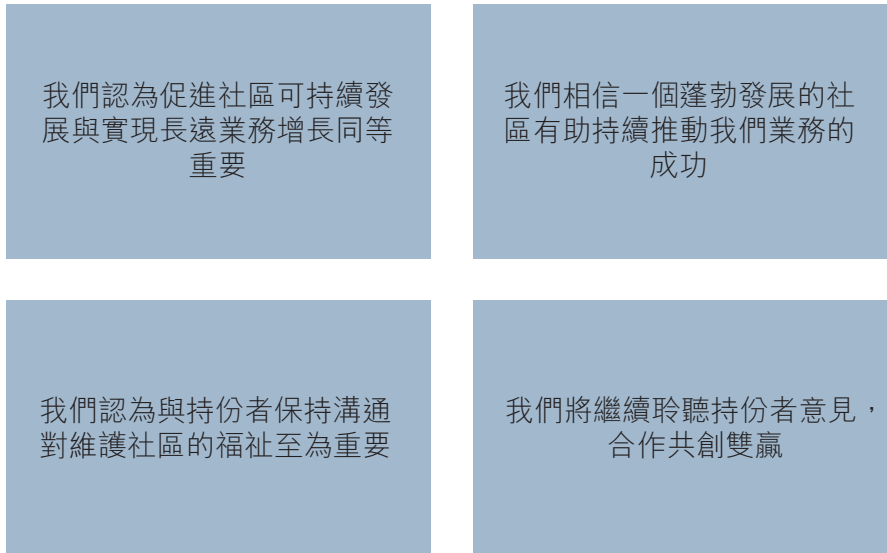 我們認為促進社區可持續發
展與實現長遠業務增長同等
重要
我們相信一個蓬勃發展的社
區有助持續推動我們業務的
成功
我們認為與持份者保持溝通
對維護社區的福祉至為重要
我們將繼續聆聽持份者意見，
合作共創雙贏